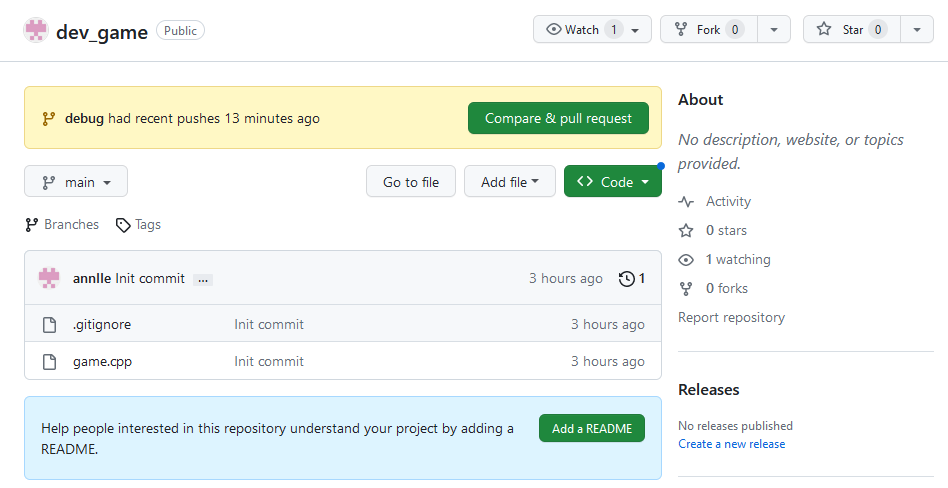 dev_game Public
Watch 1 Fork 0 Star 0
debug had recent pushes 13 minutes ago Compare & pull request
main Go to file Add file Code
Branches Tags
annlle Init commit ... 3 hours ago 1
.gitignore Init commit 3 hours ago
game.cpp Init commit 3 hours ago
Help people interested in this repository understand your project by adding a
README.
Add a README
About
No description, website, or topics
provided.
Activity
0 stars
1 watching
0 forks
Report repository
Releases
No releases published
Create a new release